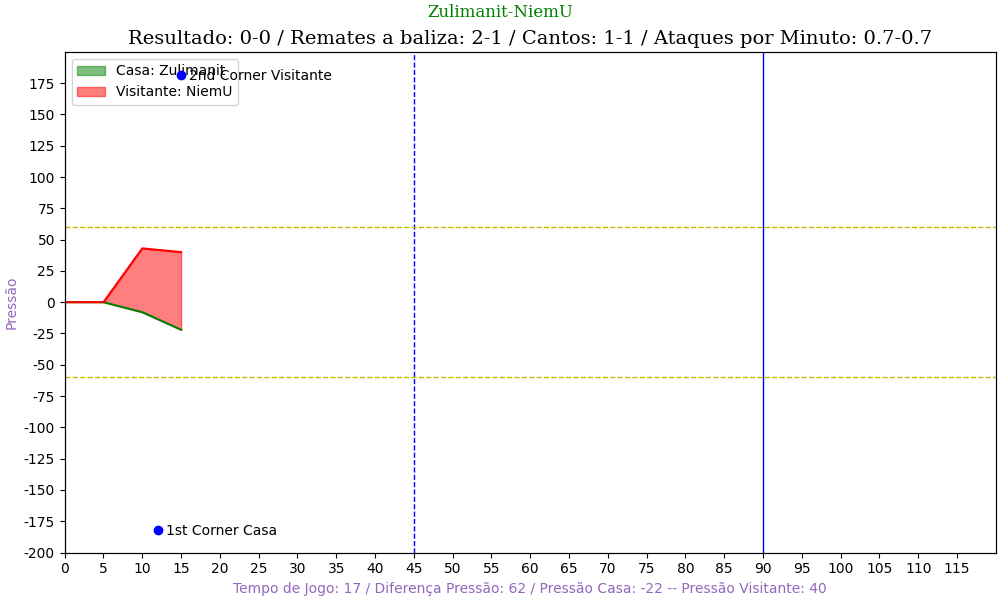 Zulimanit-NiemU
Resultado: 0-0 / Remates a baliza: 2-1 / Cantos: 1-1 / Ataques por Minuto: 0.7-0.7
Casa: Zulimanit
Visitante: NiemU
2nd Corner Visitante
1st Corner Casa
Pressão
175
150
125
100
75
50
25
0
-25
-50
-75
-100
-125
-150
-175
-200
0 5 10 15 20 25 30 35 40 45 50 55 60 65 70 75 80 85 90 95 100 105 110 115
Tempo de Jogo: 17 / Diferença Pressão: 62 / Pressão Casa: -22 -- Pressão Visitante: 40